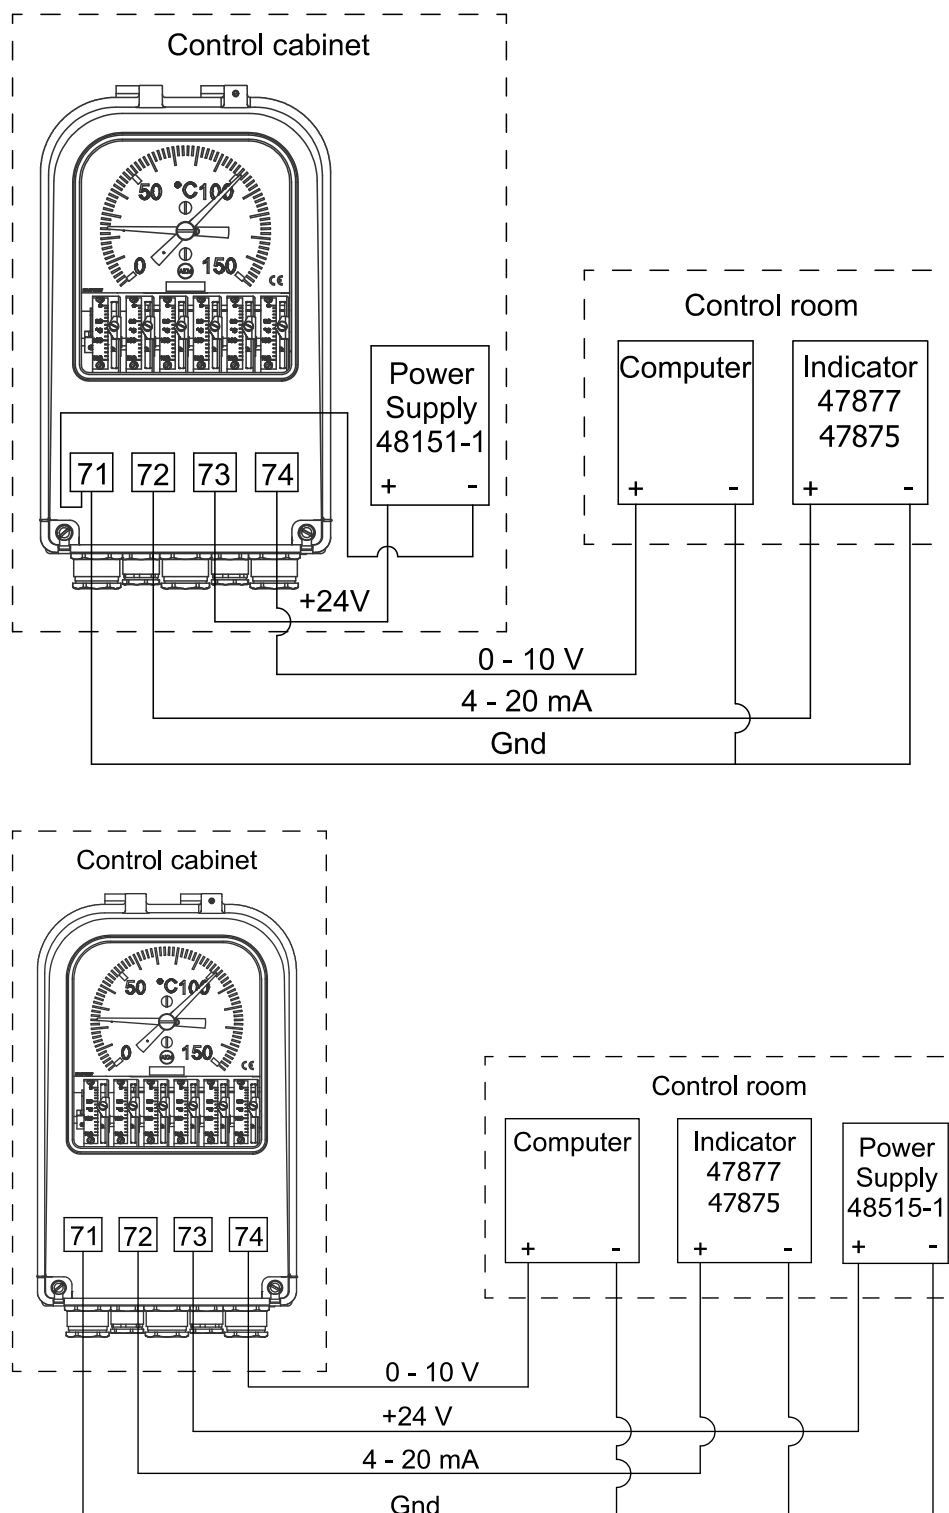 Control cabinet
50 °C 100
0 150
CE
Power
Supply
48151-1
+ -
71 72 73 74
+24V
Control room
Computer
+ -
Indicator
47877
47875
+ -
0 - 10 V
4 - 20 mA
Gnd
Control cabinet
50 °C 100
0 150
CE
71 72 73 74
Control room
Computer
+ -
Indicator
47877
47875
+ -
Power
Supply
48515-1
+ -
0 - 10 V
+24 V
4 - 20 mA
Gnd